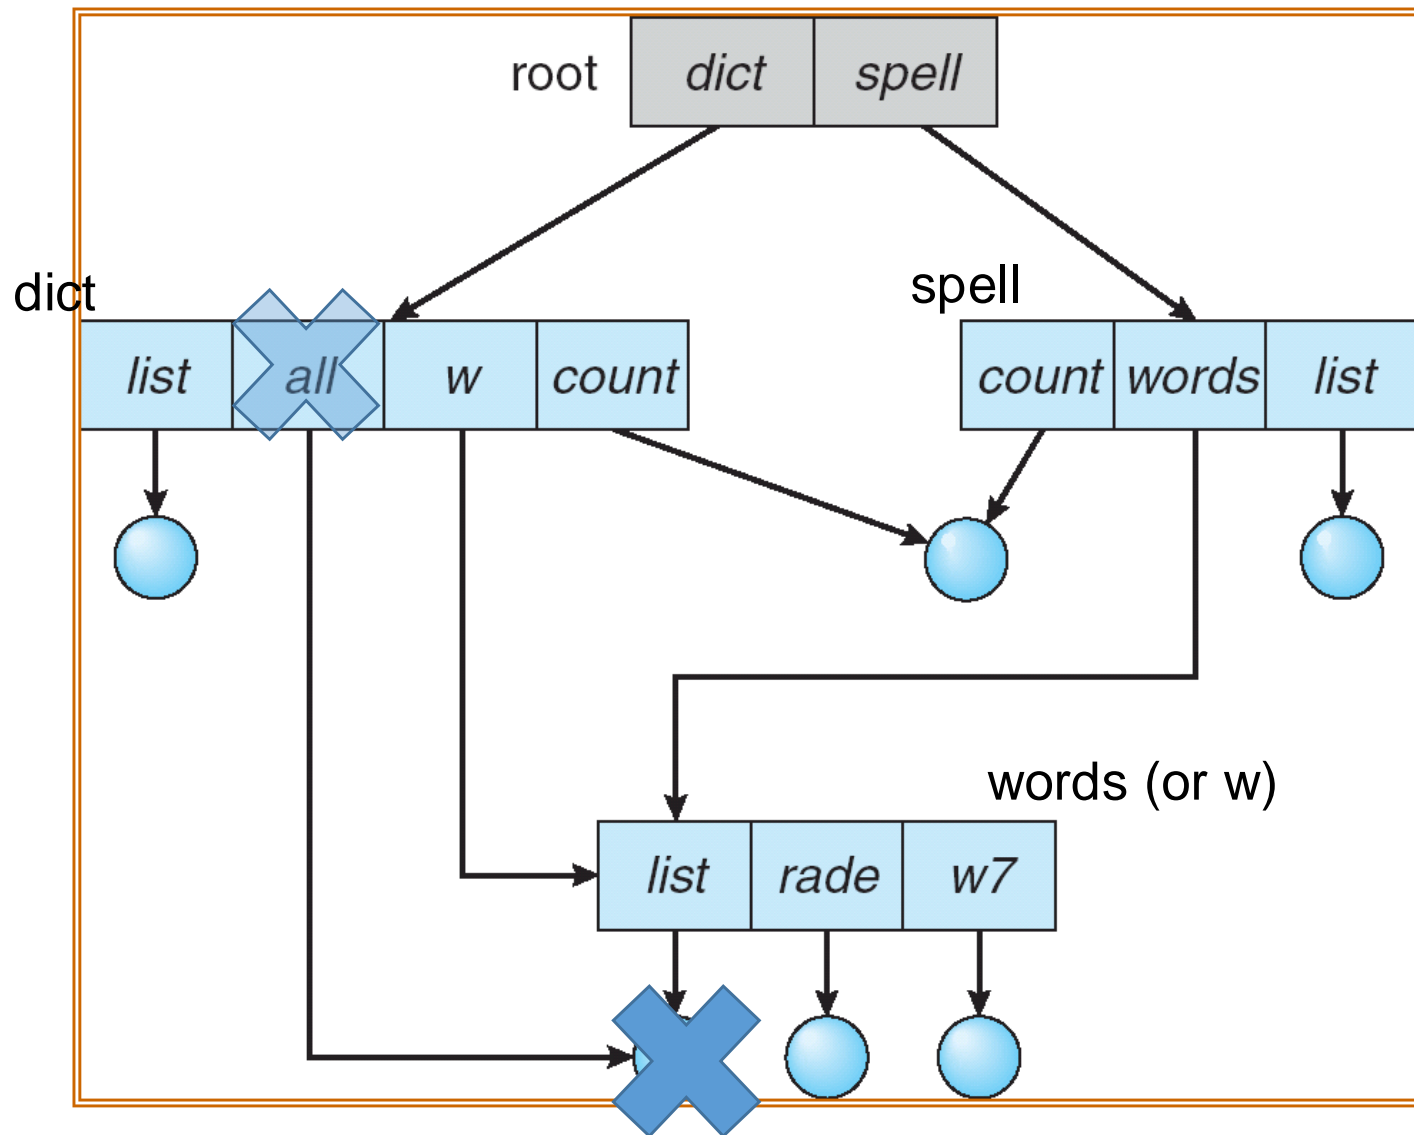 root dict spell
dict
spell
list all w count
count words list
words (or w)
list rade w7